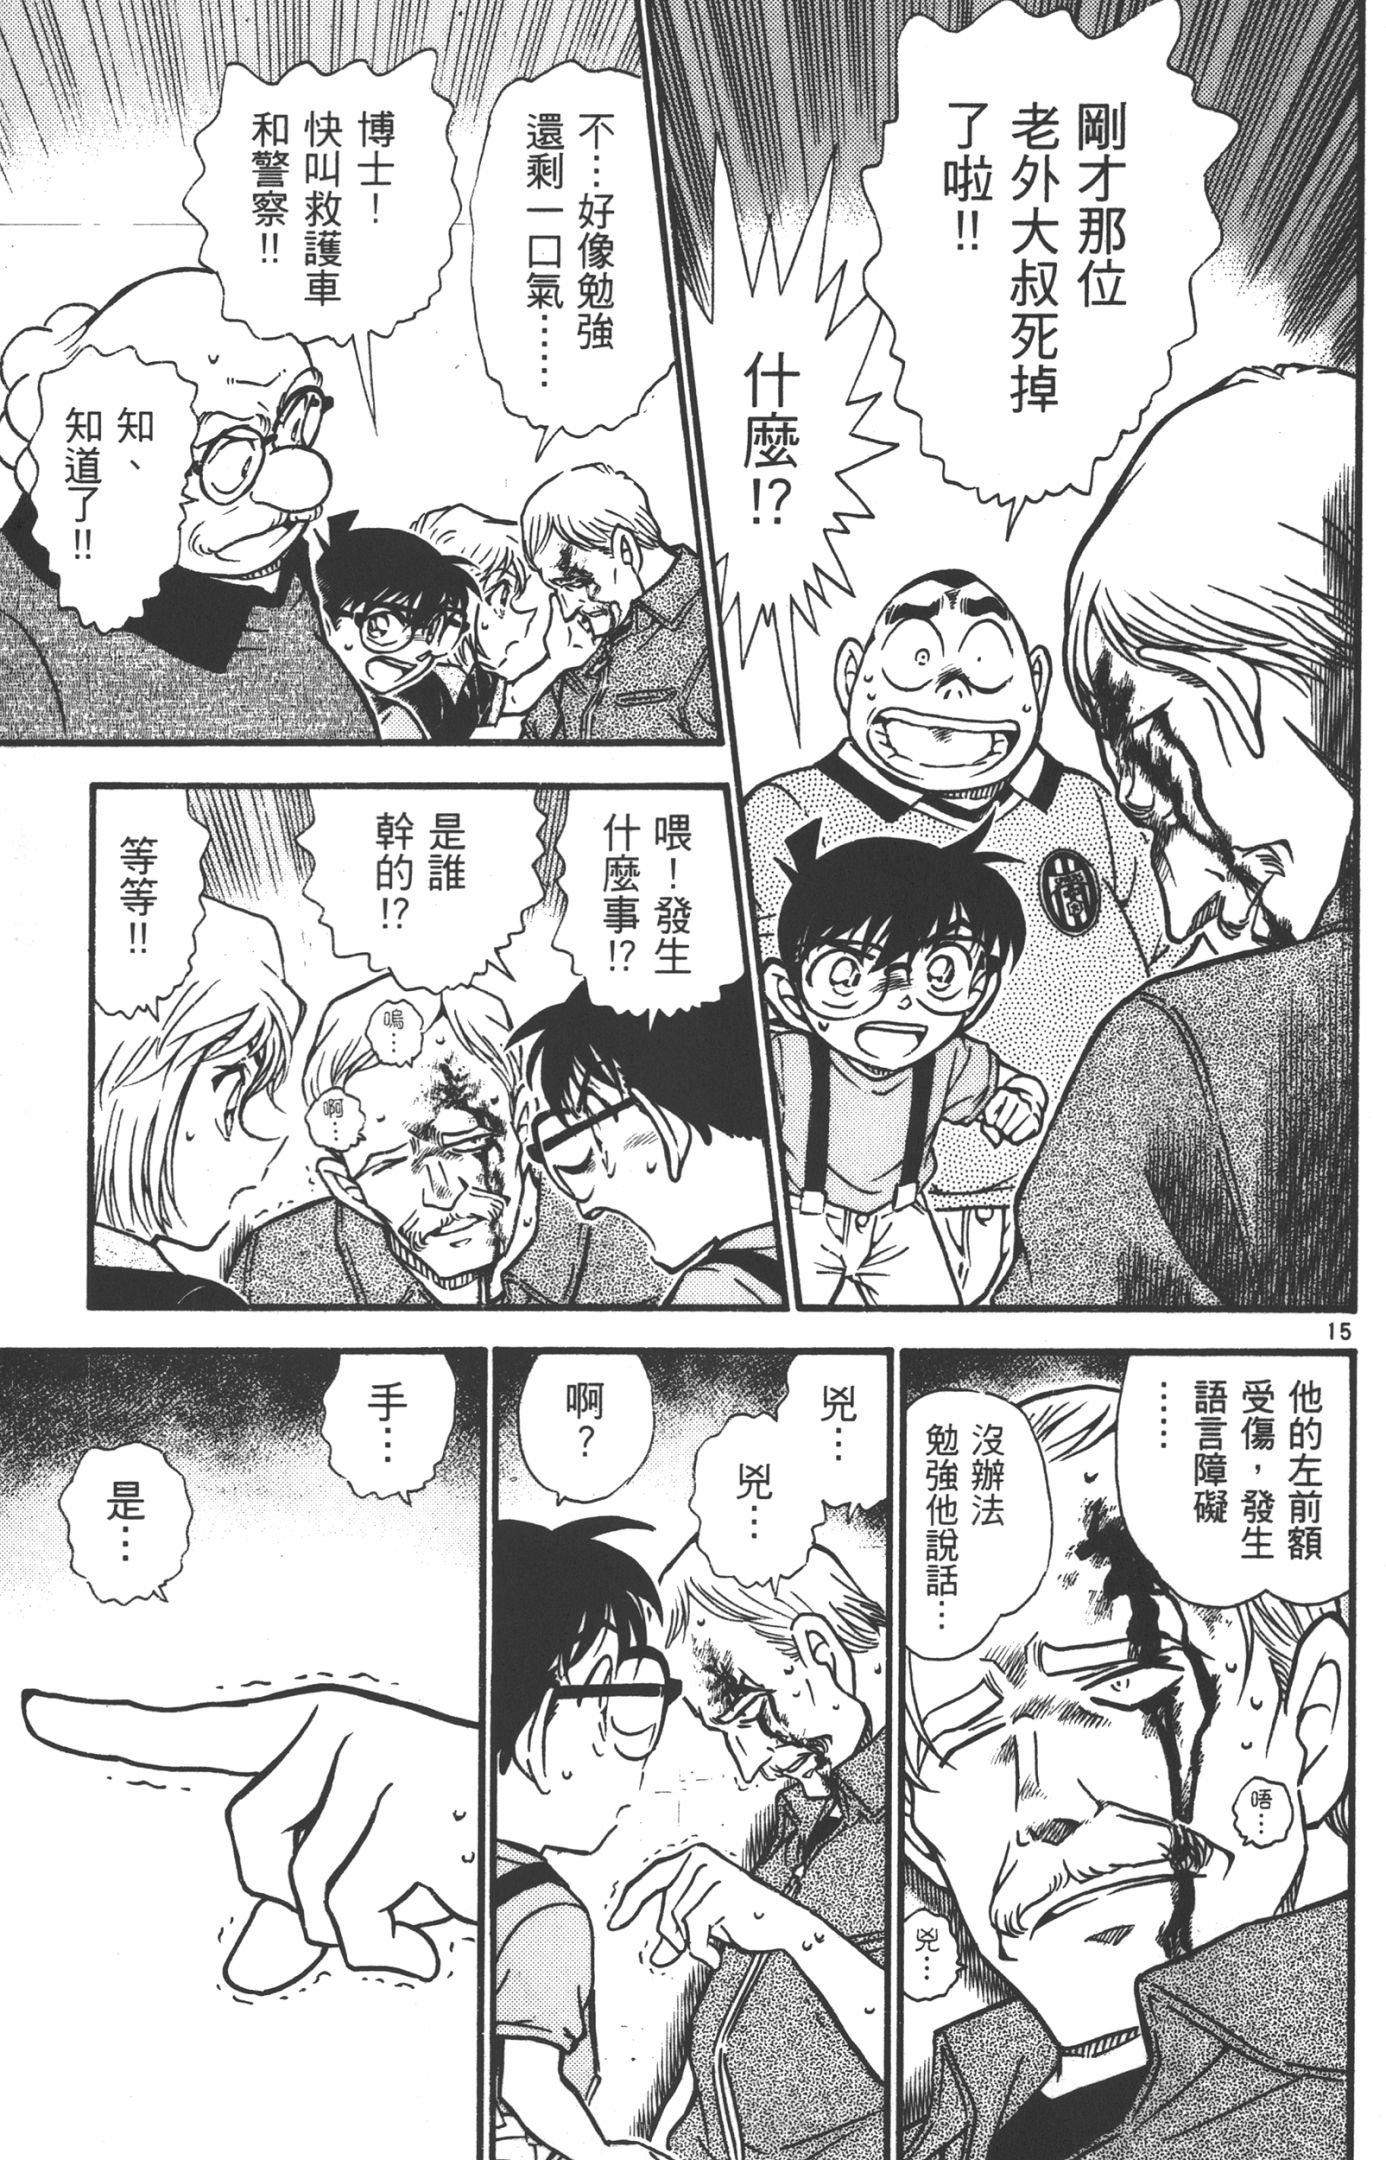 剛才那位
老外大叔死掉
了啦!!
什麼!?
不…好像勉強
還剩一口氣……
博士！
快叫救護車
和警察!!
知、
知道了!!
喂！發生
什麼事!?
是誰
幹的!?
嗚…
啊…
等等!!
15
他的左前額
受傷，發生
語言障礙
……
沒辦法
勉強他說話…
唔…
兇…
兇…
兇…
啊？
手…
是…